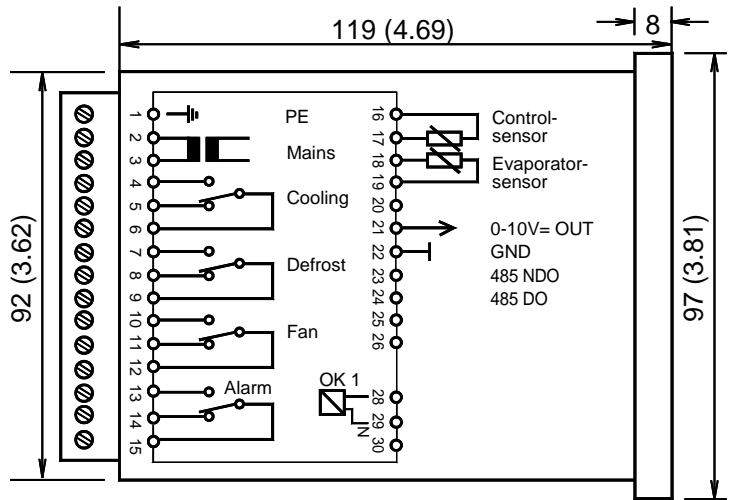 119 (4.69)
8
92 (3.62)
97 (3.81)
1
PE
2
Mains
3
4
Cooling
5
6
7
Defrost
8
9
10
Fan
11
12
13
Alarm
14
15
16
Control-
sensor
17
18
Evaporator-
sensor
19
20
21
0-10V= OUT
22
GND
23
485 NDO
24
485 DO
25
26
OK 1
28
29
N
30